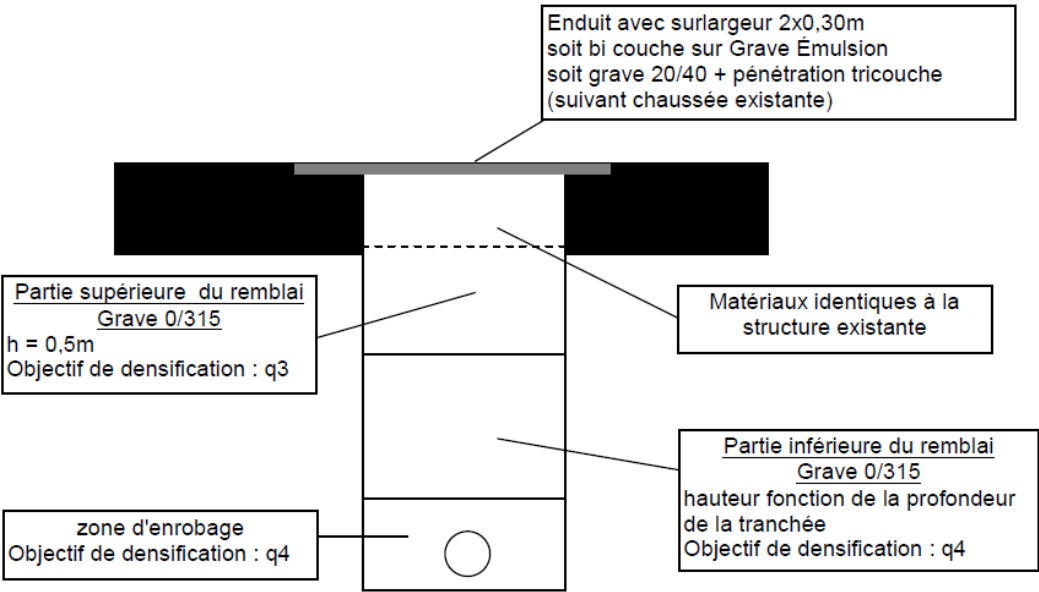 Enduit avec surlargeur 2x0,30m
soit bi couche sur Grave Émulsion
soit grave 20/40 + pénétration tricouche
(suivant chaussée existante)
Partie supérieure du remblai
Grave 0/315
h = 0,5m
Objectif de densification : q3
Matériaux identiques à la
structure existante
Partie inférieure du remblai
Grave 0/315
hauteur fonction de la profondeur
de la tranchée
Objectif de densification : q4
zone d'enrobage
Objectif de densification : q4